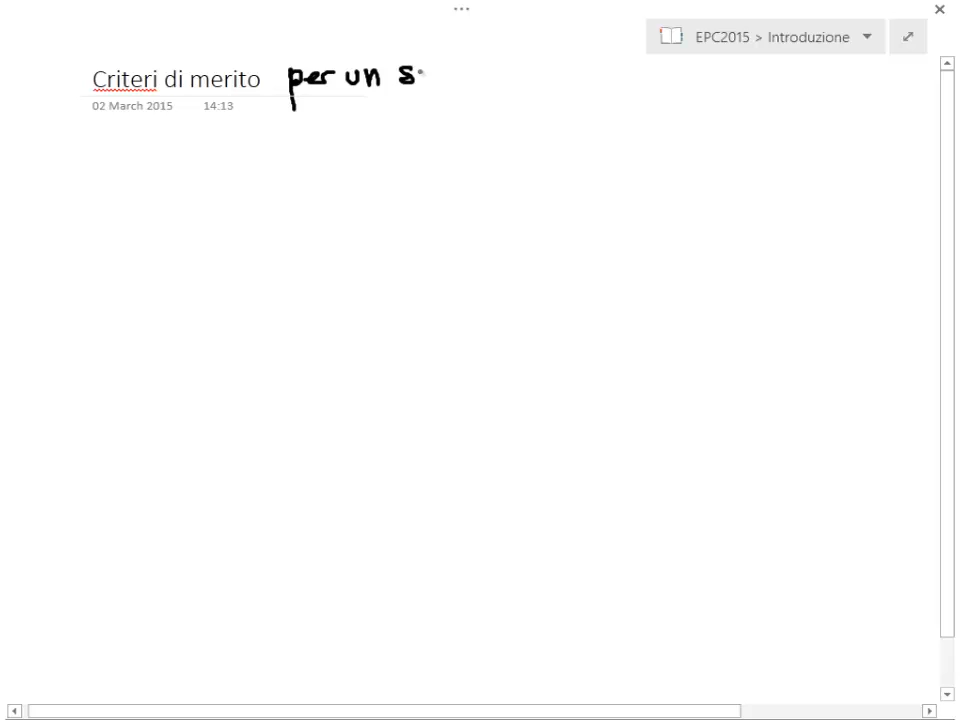 EPC2015 > Introduzione
Criteri di merito per un s
02 March 2015 14:13